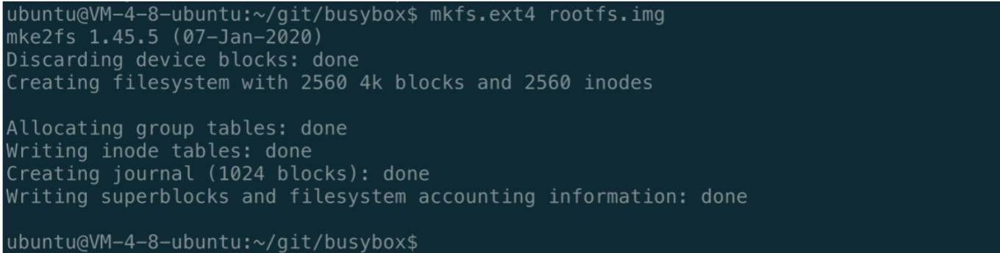 ubuntu@VM-4-8-ubuntu:~/git/busybox$ mkfs.ext4 rootfs.img
mke2fs 1.45.5 (07-Jan-2020)
Discarding device blocks: done
Creating filesystem with 2560 4k blocks and 2560 inodes
Allocating group tables: done
Writing inode tables: done
Creating journal (1024 blocks): done
Writing superblocks and filesystem accounting information: done
ubuntu@VM-4-8-ubuntu:~/git/busybox$